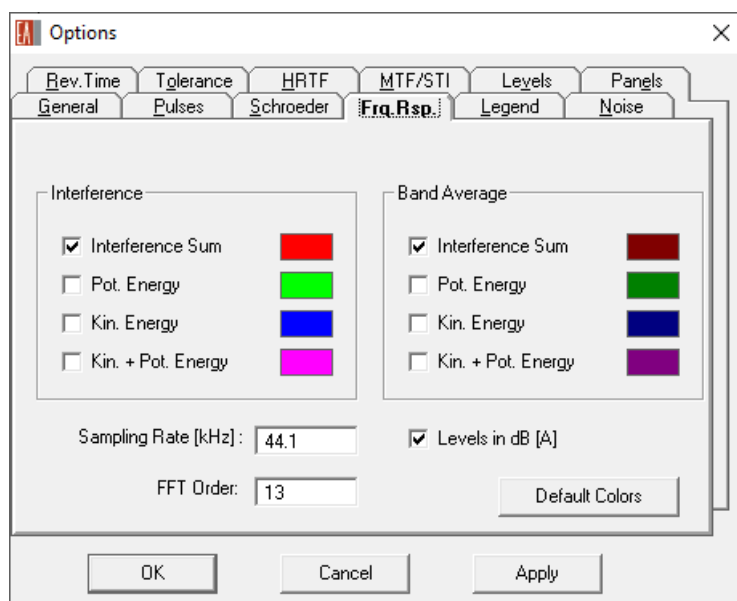 EA Options
Rev.Time Tolerance HRTF MTF/STI Levels Panels
General Pulses Schroeder Frq.Rsp. Legend Noise
Interference Band Average
Interference Sum Interference Sum
Pot. Energy Pot. Energy
Kin. Energy Kin. Energy
Kin. + Pot. Energy Kin. + Pot. Energy
Sampling Rate [kHz] : 44.1 Levels in dB [A]
FFT Order: 13 Default Colors
OK Cancel Apply